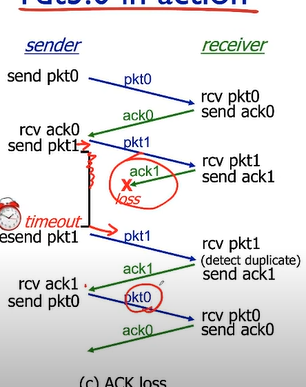 rdt3.0 in action
sender
receiver
send pkt0
pkt0
rcv pkt0
send ack0
ack0
rcv ack0
send pkt1
pkt1
rcv pkt1
send ack1
ack1
X
loss
timeout
esend pkt1
pkt1
rcv pkt1
(detect duplicate)
send ack1
ack1
rcv ack1
send pkt0
pkt0
rcv pkt0
send ack0
ack0
(c) ACK loss